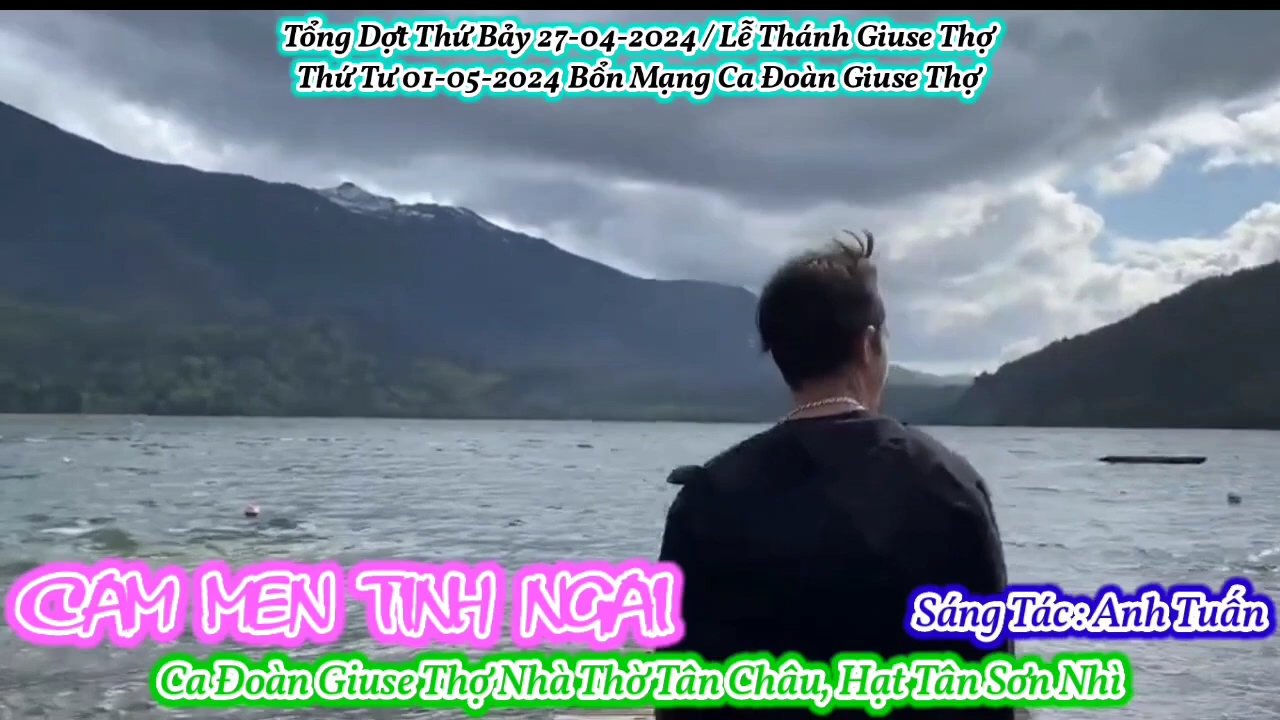 Tổng Dợt Thứ Bảy 27-04-2024 / Lễ Thánh Giuse Thợ
Thứ Tư 01-05-2024 Bổn Mạng Ca Đoàn Giuse Thợ
CAM MEN TINH NGAI
Sáng Tác : Anh Tuấn
Ca Đoàn Giuse Thợ Nhà Thờ Tân Châu, Hạt Tân Sơn Nhì